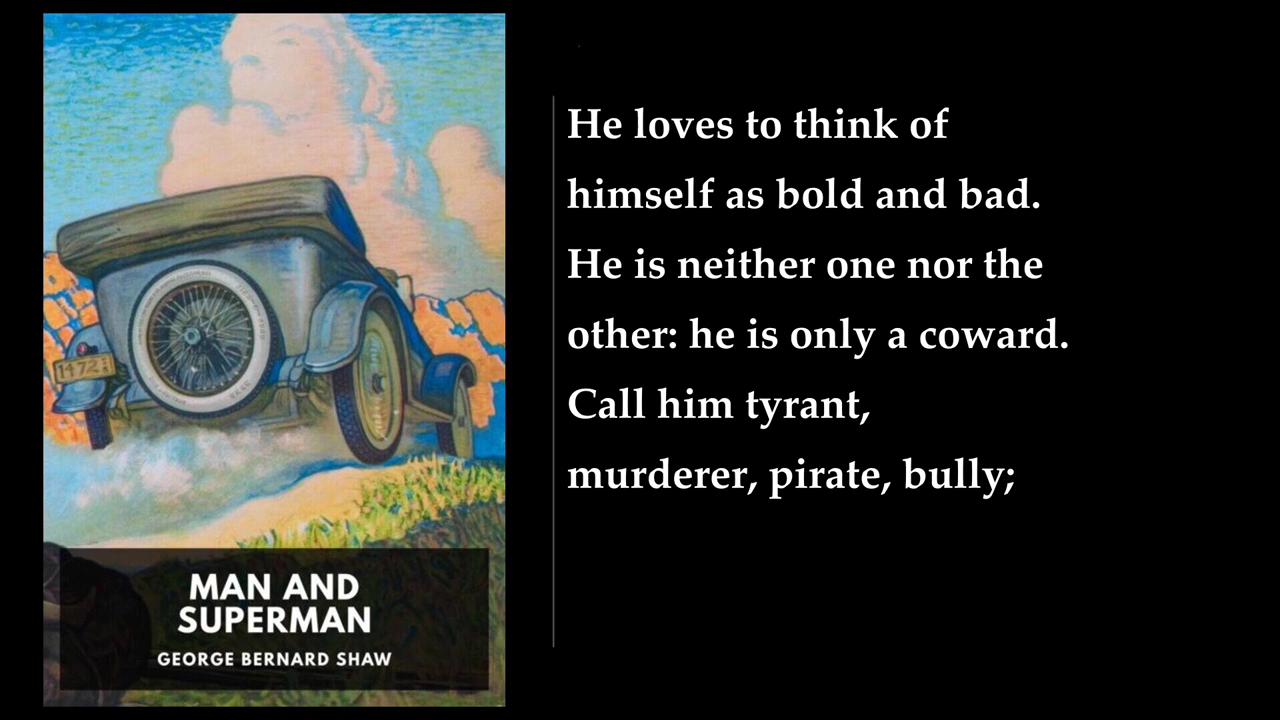 He loves to think of
himself as bold and bad.
He is neither one nor the
other: he is only a coward.
Call him tyrant,
murderer, pirate, bully;
1472
MAN AND
SUPERMAN
GEORGE BERNARD SHAW